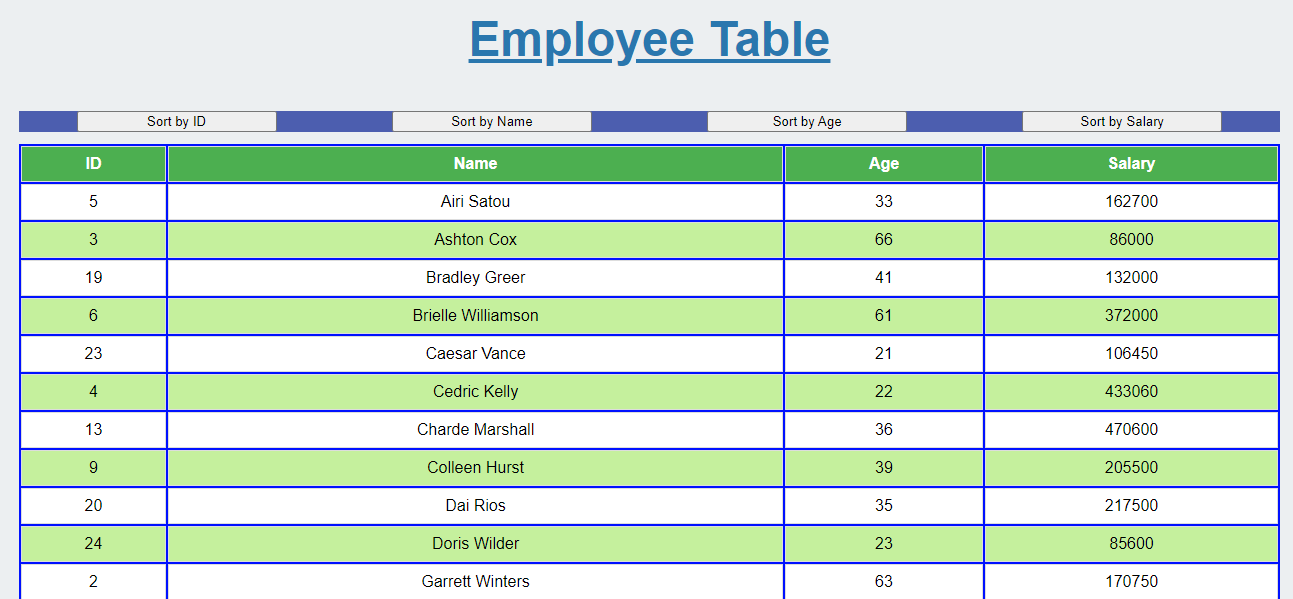 Employee Table
Sort by ID Sort by Name Sort by Age Sort by Salary
ID Name Age Salary
5 Airi Satou 33 162700
3 Ashton Cox 66 86000
19 Bradley Greer 41 132000
6 Brielle Williamson 61 372000
23 Caesar Vance 21 106450
4 Cedric Kelly 22 433060
13 Charde Marshall 36 470600
9 Colleen Hurst 39 205500
20 Dai Rios 35 217500
24 Doris Wilder 23 85600
2 Garrett Winters 63 170750